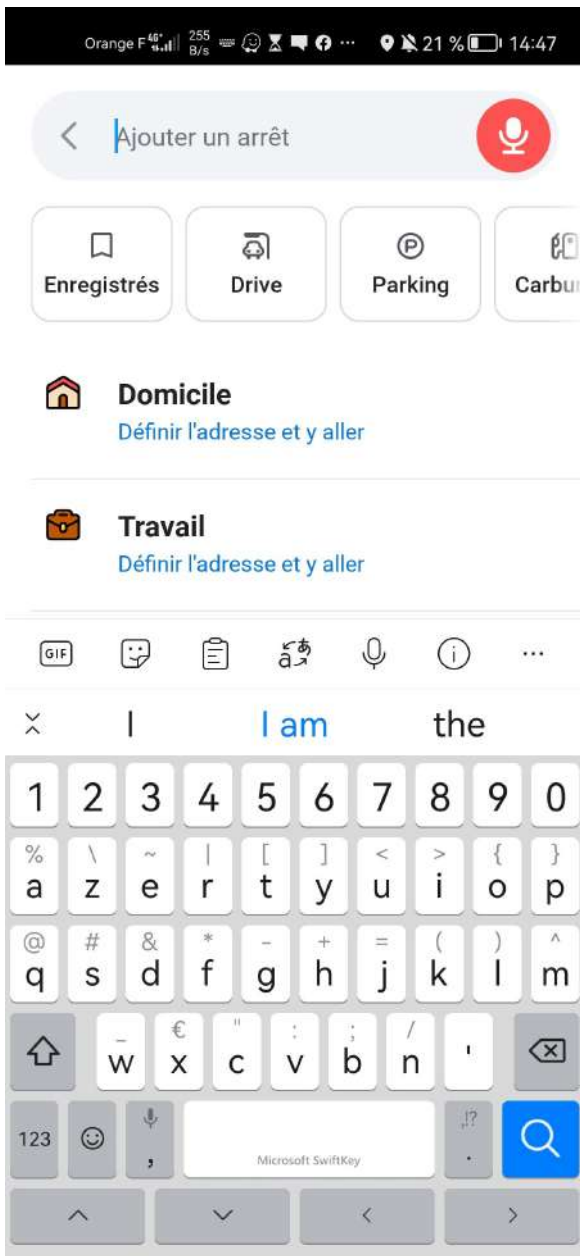 Orange F 4G+ 4G 255 B/s ... 21 % 14:47
Ajouter un arrêt
Enregistrés Drive Parking Carbu
Domicile
Définir l'adresse et y aller
Travail
Définir l'adresse et y aller
GIF ...
I I am the
1 2 3 4 5 6 7 8 9 0
% \ ~ | [ ] < > { }
a z e r t y u i o p
@ # & * - + = ( ) ^
q s d f g h j k l m
_ € " : ; /
w x c v b n '
,!?
123 , Microsoft SwiftKey .